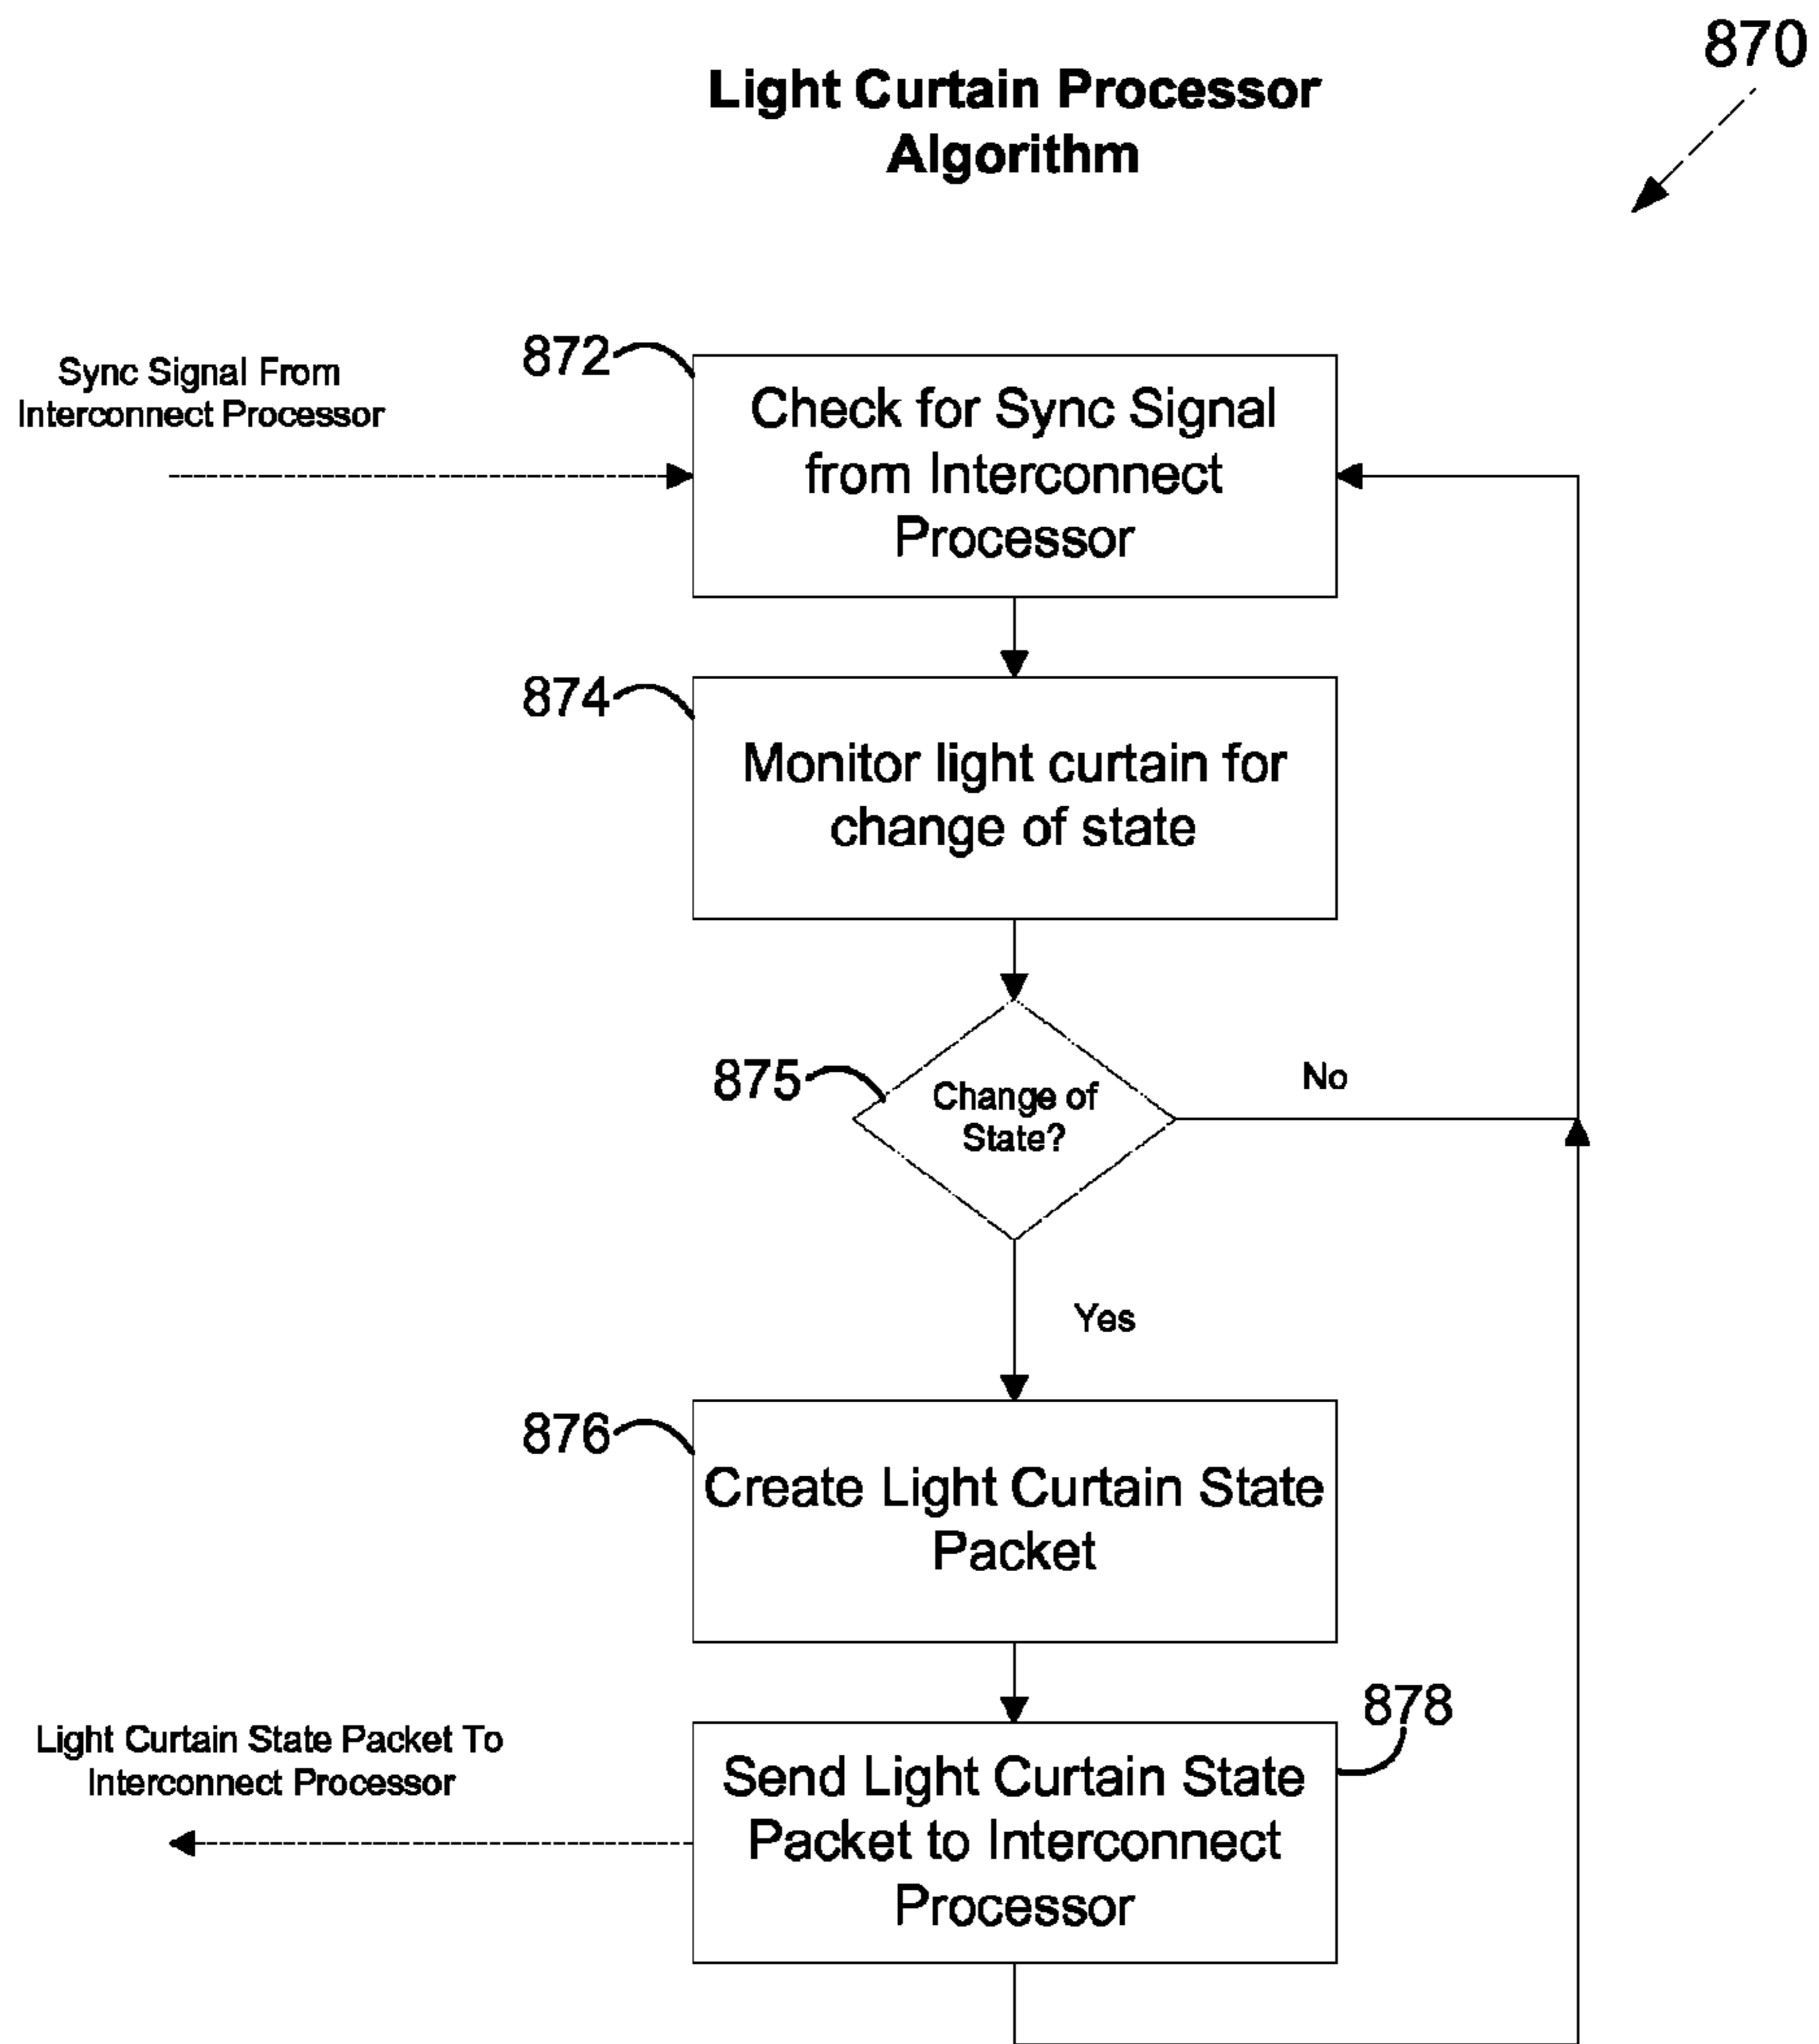 870
Light Curtain Processor
Algorithm
Sync Signal From
Interconnect Processor
872
Check for Sync Signal
from Interconnect
Processor
874
Monitor light curtain for
change of state
875
Change of
State?
No
Yes
876
Create Light Curtain State
Packet
Light Curtain State Packet To
Interconnect Processor
878
Send Light Curtain State
Packet to Interconnect
Processor